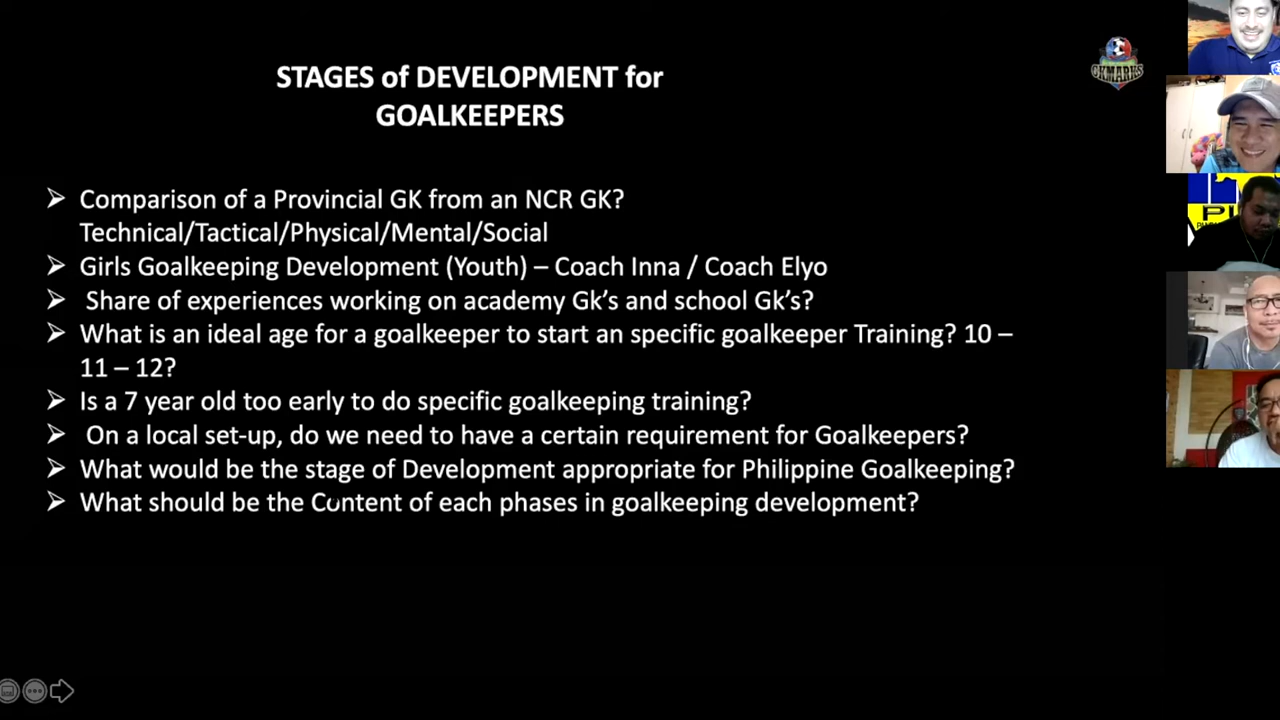 STAGES of DEVELOPMENT for
GOALKEEPERS
GKMARKS
➢ Comparison of a Provincial GK from an NCR GK?
Technical/Tactical/Physical/Mental/Social
➢ Girls Goalkeeping Development (Youth) – Coach Inna / Coach Elyo
➢ Share of experiences working on academy Gk’s and school Gk’s?
➢ What is an ideal age for a goalkeeper to start an specific goalkeeper Training? 10 –
11 – 12?
➢ Is a 7 year old too early to do specific goalkeeping training?
➢ On a local set-up, do we need to have a certain requirement for Goalkeepers?
➢ What would be the stage of Development appropriate for Philippine Goalkeeping?
➢ What should be the Content of each phases in goalkeeping development?